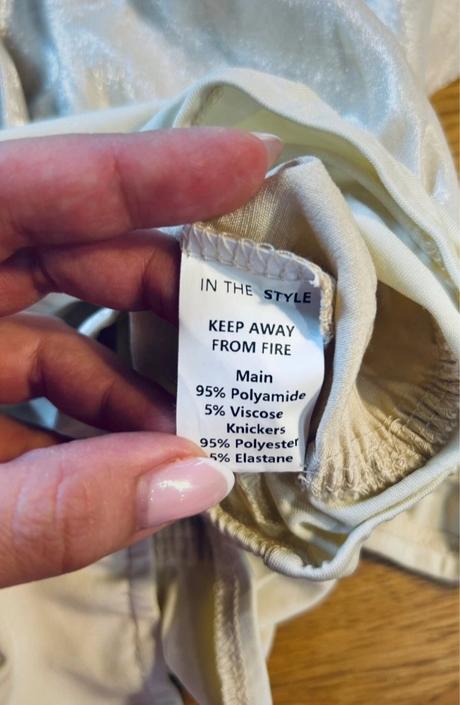 IN THE STYLE
KEEP AWAY
FROM FIRE
Main
95% Polyamide
5% Viscose
Knickers
95% Polyester
5% Elastane